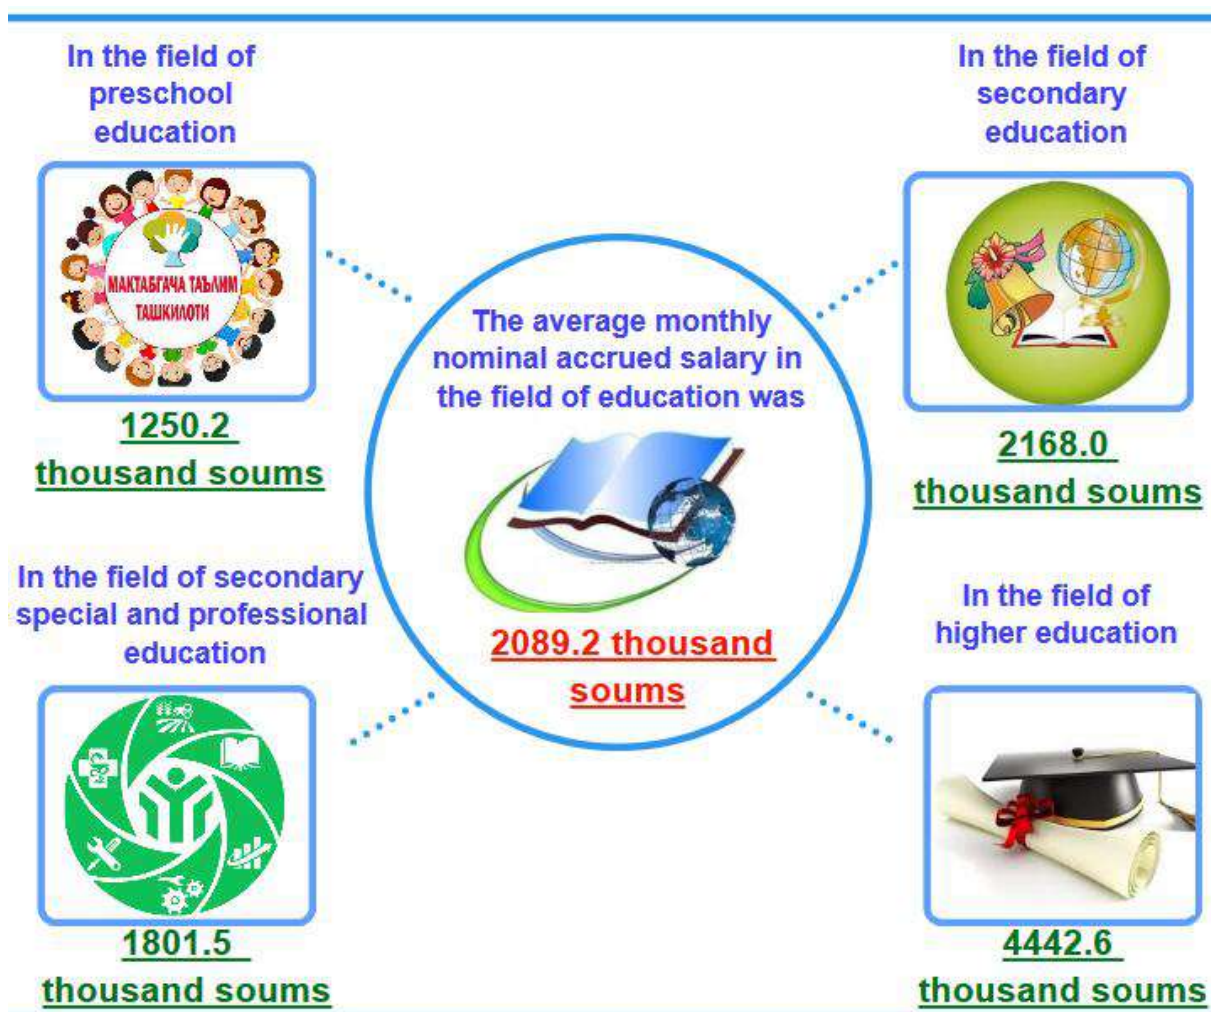 In the field of
preschool
education
МАКТАБГАЧА ТАЪЛИМ
ТАШКИЛОТИ
1250.2
thousand soums
In the field of
secondary
education
2168.0
thousand soums
The average monthly
nominal accrued salary in
the field of education was
2089.2 thousand
soums
In the field of secondary
special and professional
education
1801.5
thousand soums
In the field of
higher education
4442.6
thousand soums